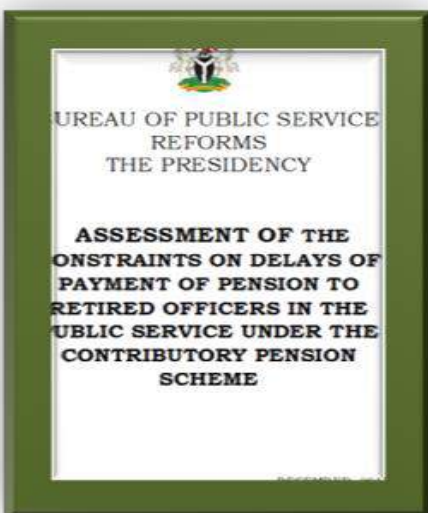 UREAU OF PUBLIC SERVICE
REFORMS
THE PRESIDENCY
ASSESSMENT OF THE
ONSTRAINTS ON DELAYS OF
PAYMENT OF PENSION TO
RETIRED OFFICERS IN THE
UBLIC SERVICE UNDER THE
CONTRIBUTORY PENSION
SCHEME